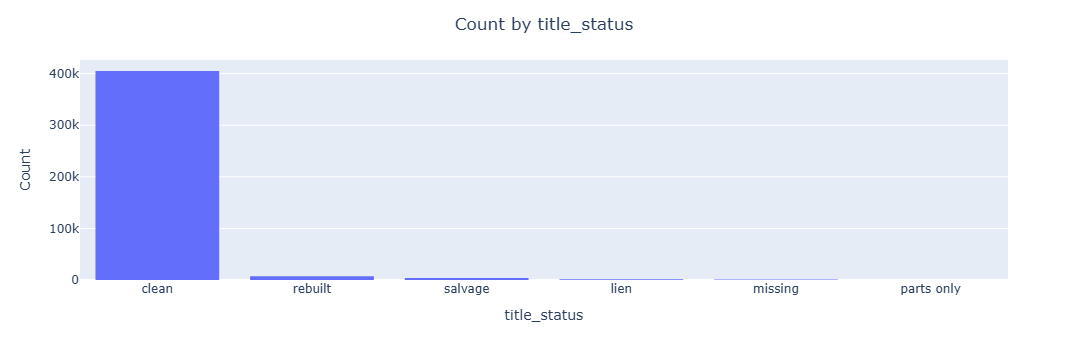 Count by title_status
400k
300k
200k
100k
0
Count
clean rebuilt salvage lien missing parts only
title_status